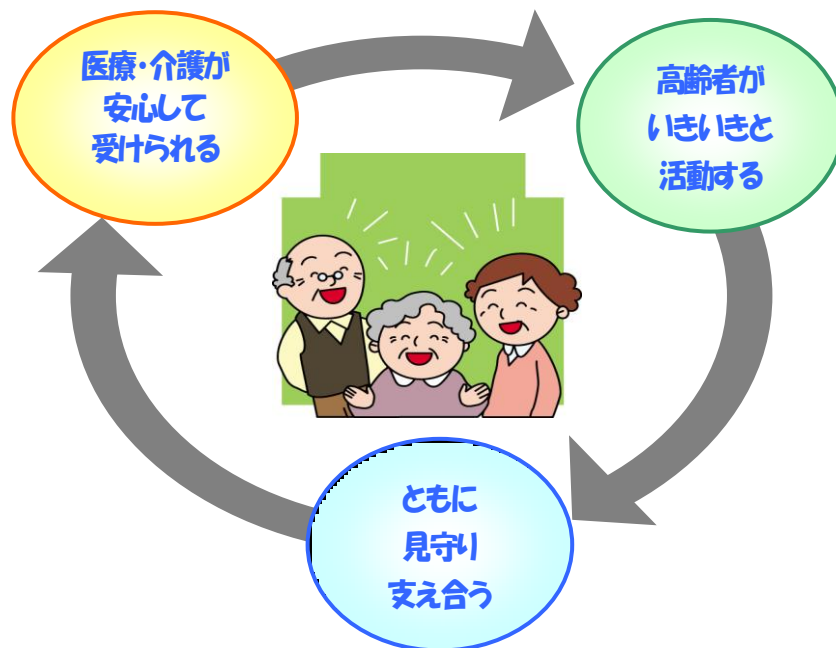 医療・介護が
安心して
受けられる
高齢者が
いきいきと
活動する
ともに
見守り
支え合う